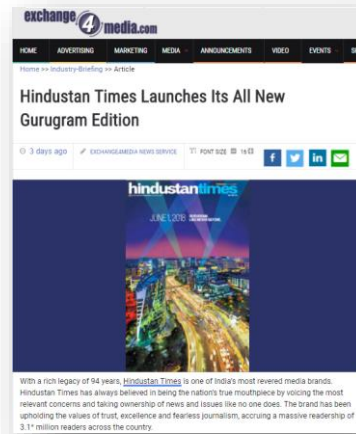 exchange4media.com
HOME ADVERTISING MARKETING MEDIA ANNOUNCEMENTS VIDEO EVENTS
Home >> Industry-Briefing >> Article
Hindustan Times Launches Its All New
Gurugram Edition
3 days ago EXCHANGE4MEDIA NEWS SERVICE FONT SIZE 16
hindustantimes
JUNE 1, 2018
With a rich legacy of 94 years, Hindustan Times is one of India's most revered media brands.
Hindustan Times has always believed in being the nation's true mouthpiece by voicing the most
relevant concerns and taking ownership of news and issues like no one does. The brand has been
upholding the values of trust, excellence and fearless journalism, accruing a massive readership of
3.1* million readers across the country.